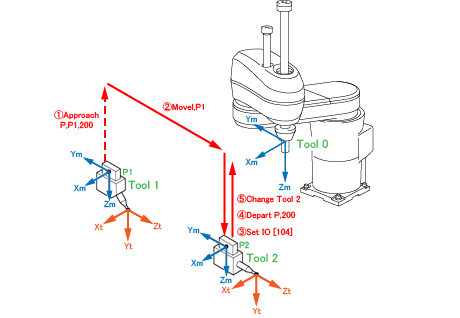 ①Approach
P,P1,200
②Movel,P1
Ym
Tool 0
Xm
Zm
Ym
P1
Tool 1
Xm
Zm
Xt
Zt
Yt
⑤Change Tool 2
④Depart P,200
③Set IO [104]
Ym
P2
Tool 2
Xm
Zm
Xt
Zt
Yt